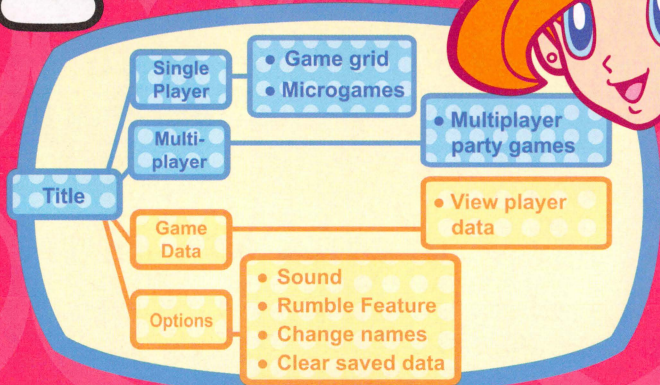 Single
Player
• Game grid
• Microgames
Multi-
player
• Multiplayer
party games
Title
Game
Data
• View player
data
Options
• Sound
• Rumble Feature
• Change names
• Clear saved data